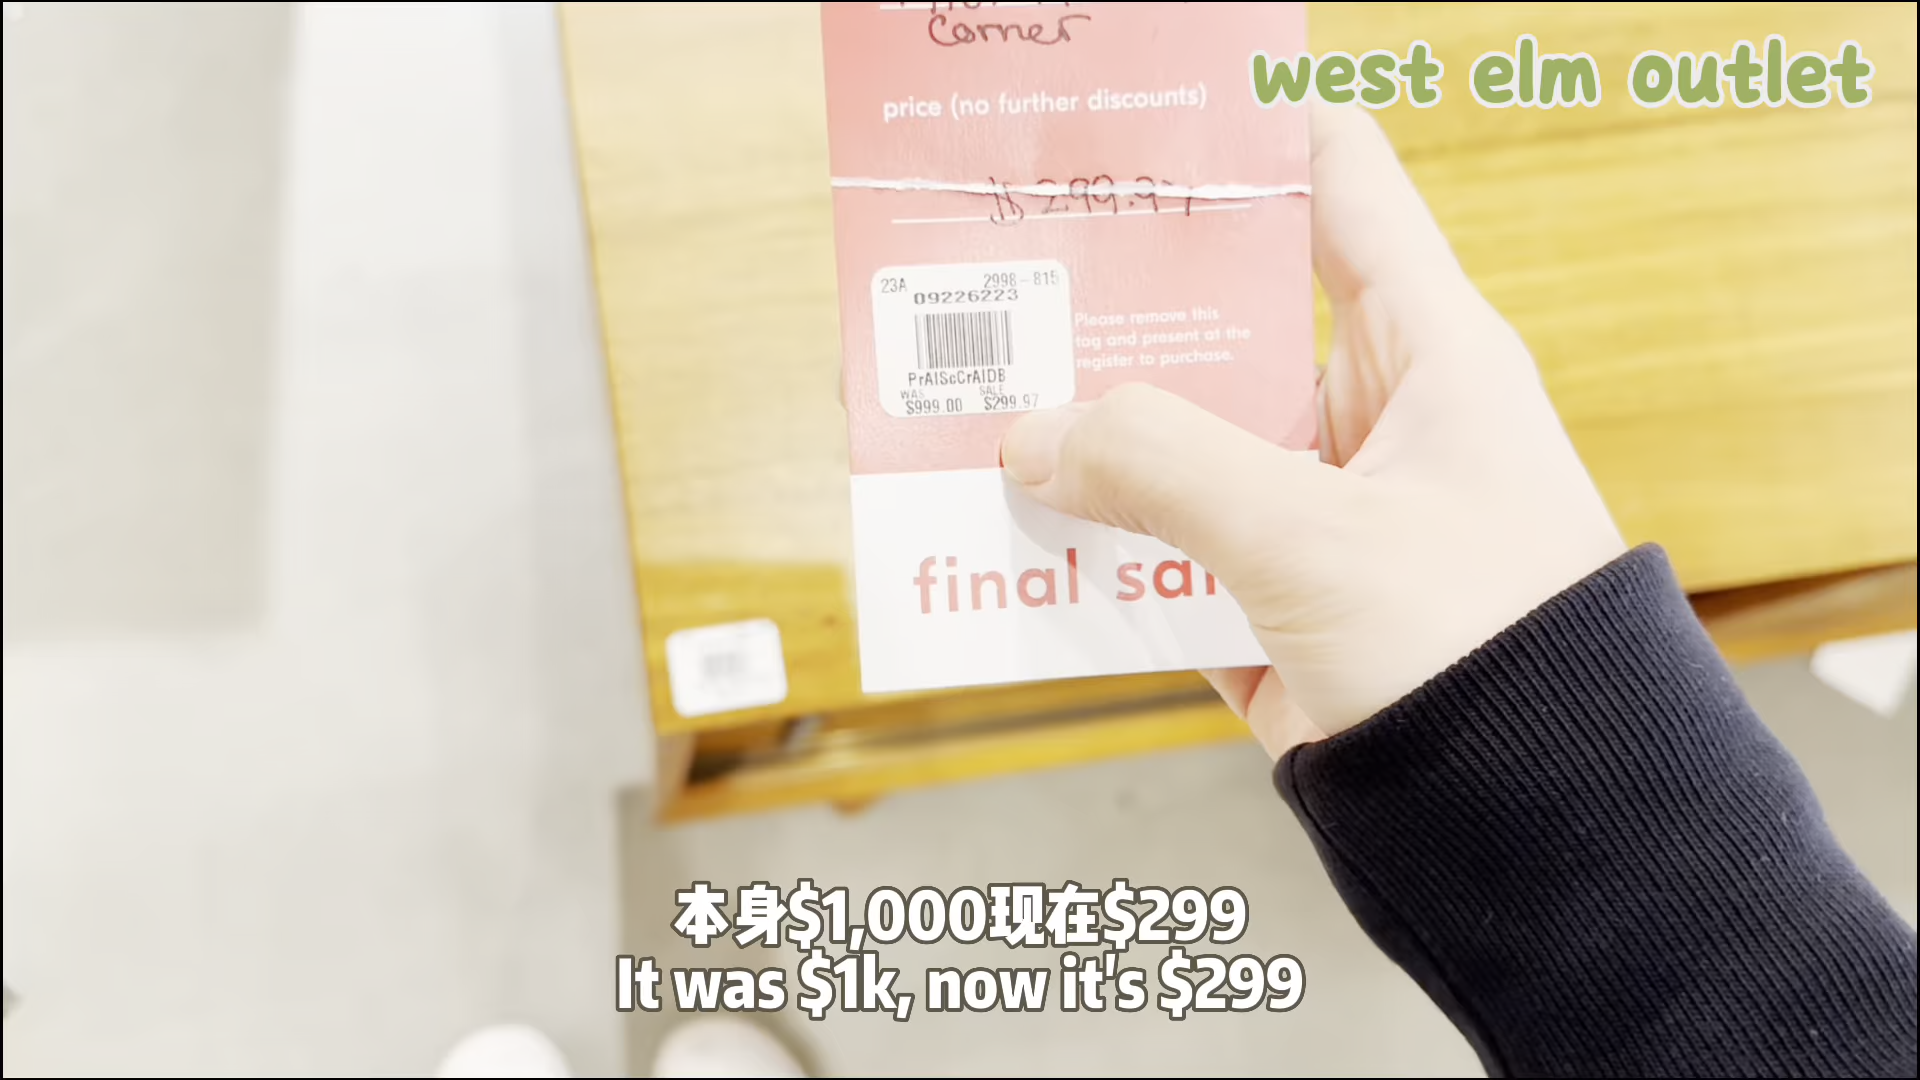 Corner
west elm outlet
price (no further discounts)
$299.97
23A 2998-815
09226223
Please remove this
tag and present at the
register to purchase.
PrAIScCrAIDB
WAS SALE
$999.00 $299.97
final sal
本身$1,000现在$299
It was $1k, now it's $299